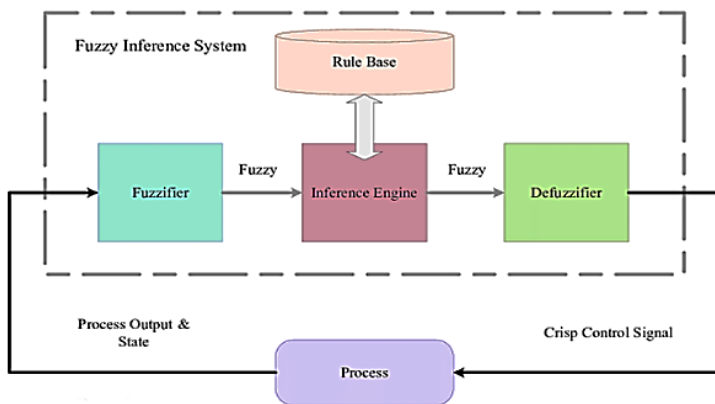 Fuzzy Inference System
Rule Base
Fuzzy
Fuzzy
Fuzzifier
Inference Engine
Defuzzifier
Process Output &
State
Crisp Control Signal
Process